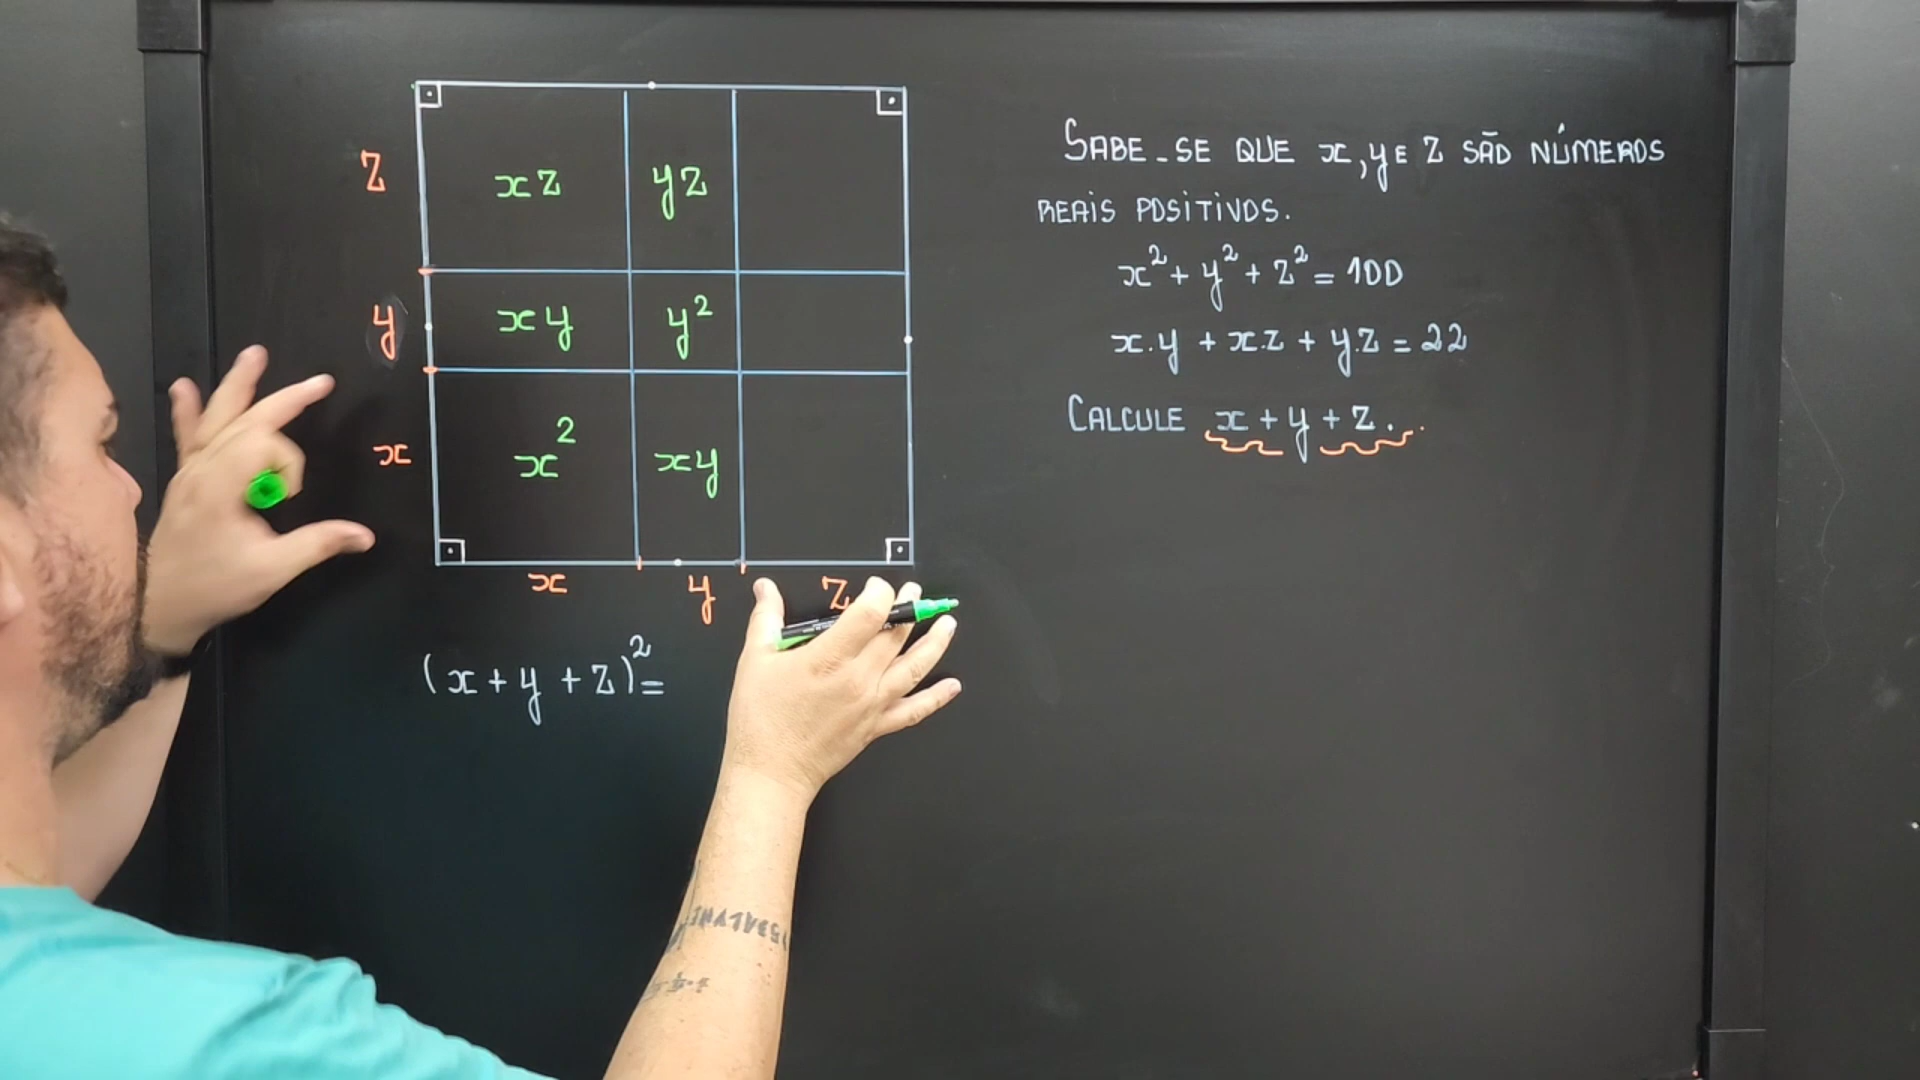 z xz yz
y xy y²
x x² xy
x y z
(x + y + z)² =
SABE-SE QUE x, y E z SÃO NÚMEROS
REAIS POSITIVOS.
x² + y² + z² = 100
x.y + x.z + y.z = 22
CALCULE x + y + z.